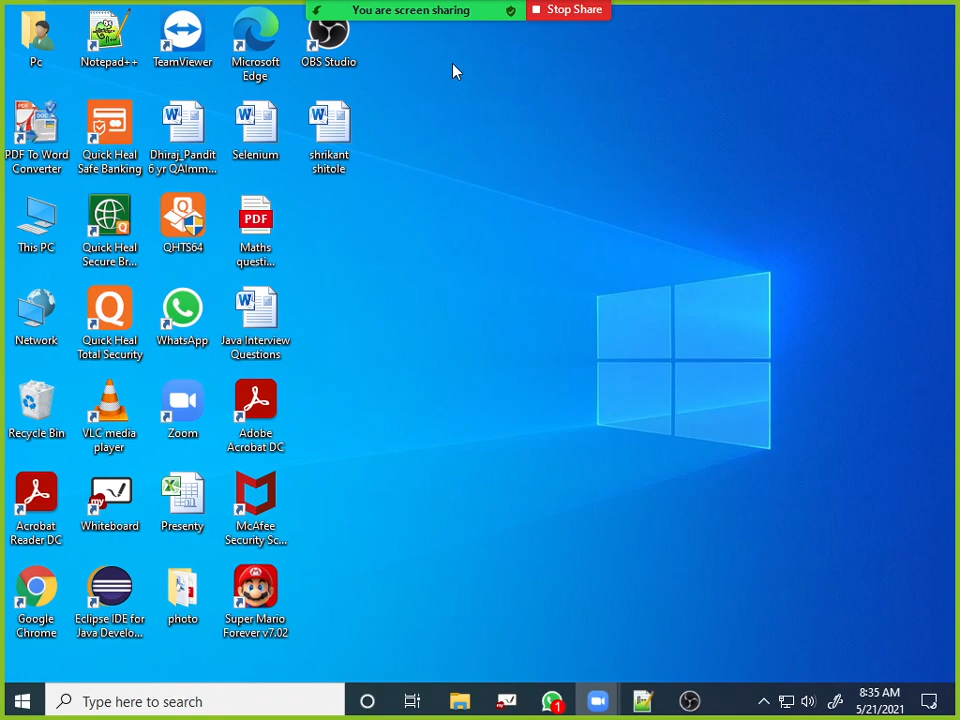 You are screen sharing
Stop Share
Pc
Notepad++
TeamViewer
Microsoft
Edge
OBS Studio
PDF To Word
Converter
Quick Heal
Safe Banking
Dhiraj_Pandit
6 yr QAImm...
Selenium
shrikant
shitole
This PC
Quick Heal
Secure Br...
QHTS64
PDF
Maths
questi...
Network
Quick Heal
Total Security
WhatsApp
Java Interview
Questions
Recycle Bin
VLC media
player
Zoom
Adobe
Acrobat DC
Acrobat
Reader DC
my
Whiteboard
Presenty
McAfee
Security Sc...
Google
Chrome
Eclipse IDE for
Java Develo...
photo
Super Mario
Forever v7.02
Type here to search
1
8:35 AM
5/21/2021